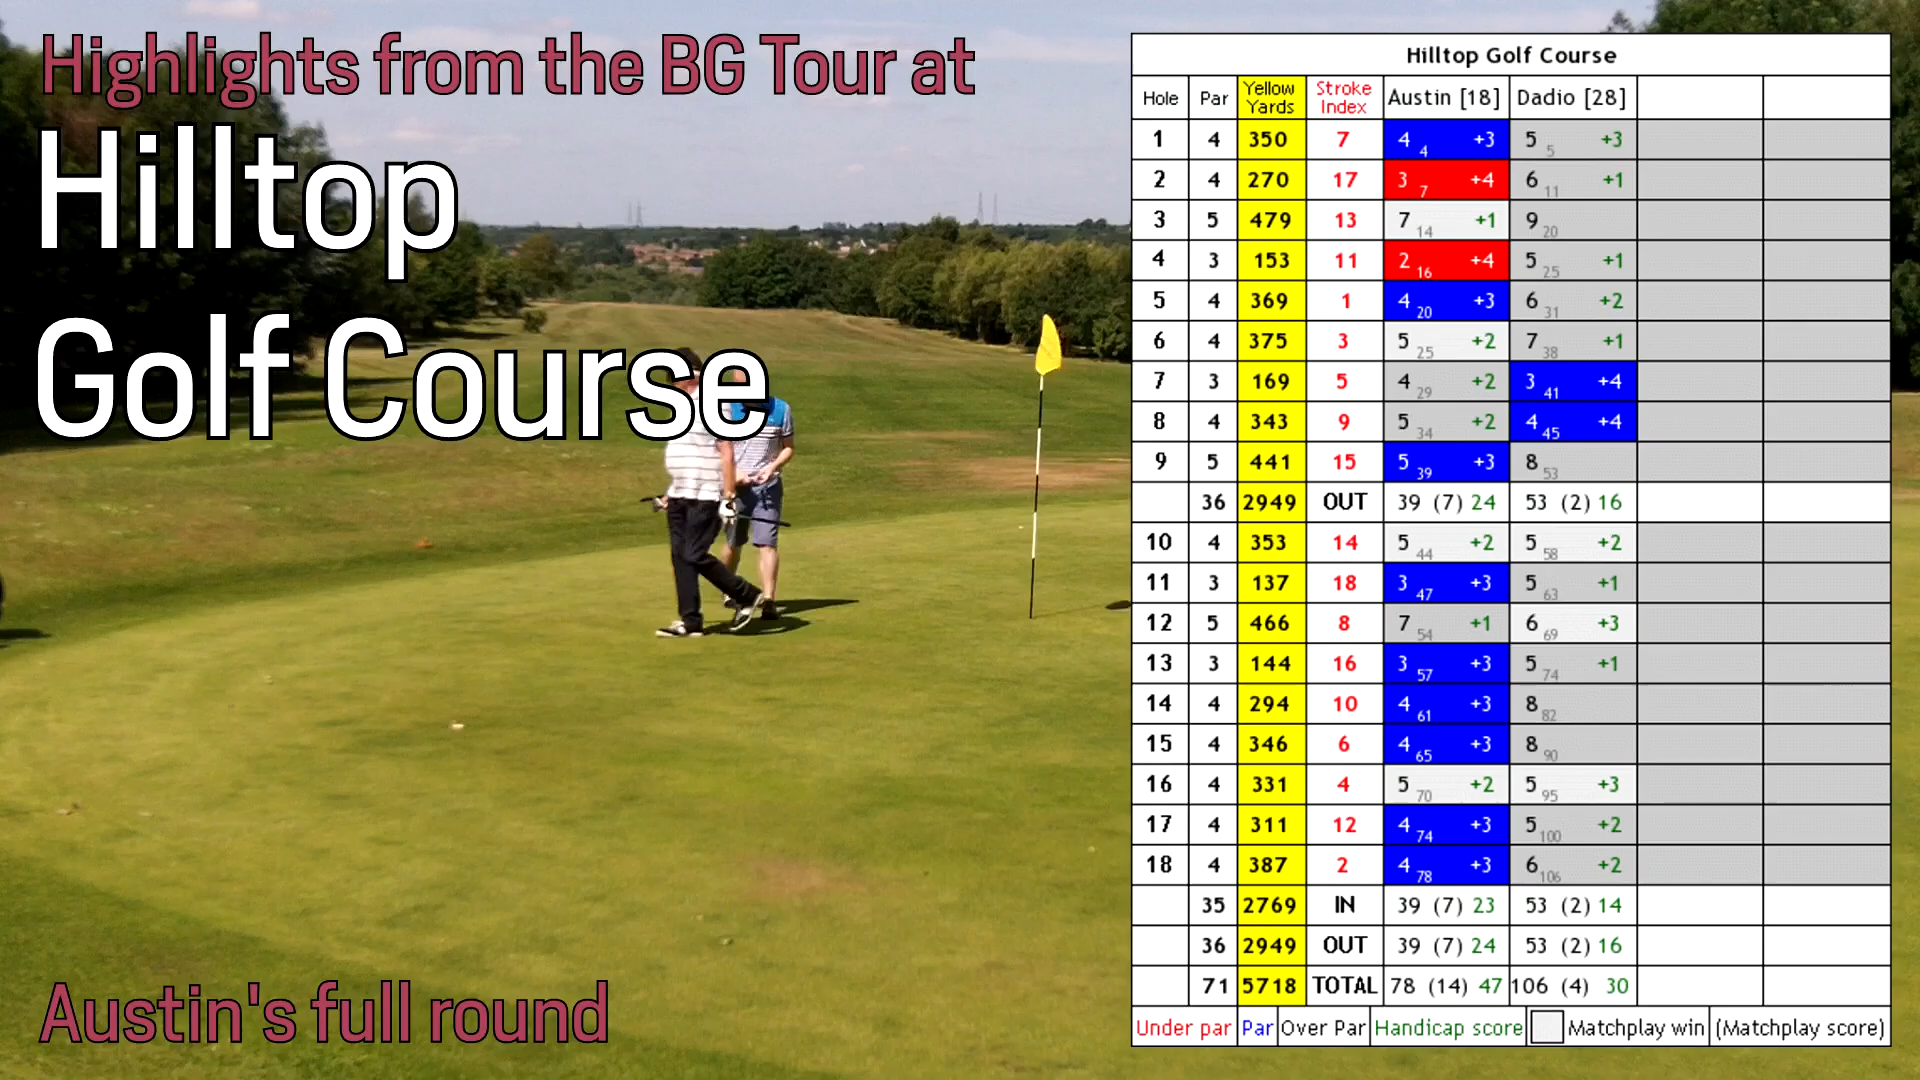 Highlights from the BG Tour at
Hilltop
Golf Course
Austin's full round
Hilltop Golf Course
Hole Par Yellow Yards Stroke Index Austin [18] Dadio [28]
1 4 350 7 4 4 +3 5 5 +3
2 4 270 17 3 7 +4 6 11 +1
3 5 479 13 7 14 +1 9 20
4 3 153 11 2 16 +4 5 25 +1
5 4 369 1 4 20 +3 6 31 +2
6 4 375 3 5 25 +2 7 38 +1
7 3 169 5 4 29 +2 3 41 +4
8 4 343 9 5 34 +2 4 45 +4
9 5 441 15 5 39 +3 8 53
36 2949 OUT 39 (7) 24 53 (2) 16
10 4 353 14 5 44 +2 5 58 +2
11 3 137 18 3 47 +3 5 63 +1
12 5 466 8 7 54 +1 6 69 +3
13 3 144 16 3 57 +3 5 74 +1
14 4 294 10 4 61 +3 8 82
15 4 346 6 4 65 +3 8 90
16 4 331 4 5 70 +2 5 95 +3
17 4 311 12 4 74 +3 5 100 +2
18 4 387 2 4 78 +3 6 106 +2
35 2769 IN 39 (7) 23 53 (2) 14
36 2949 OUT 39 (7) 24 53 (2) 16
71 5718 TOTAL 78 (14) 47 106 (4) 30
Under par Par Over Par Handicap score Matchplay win (Matchplay score)